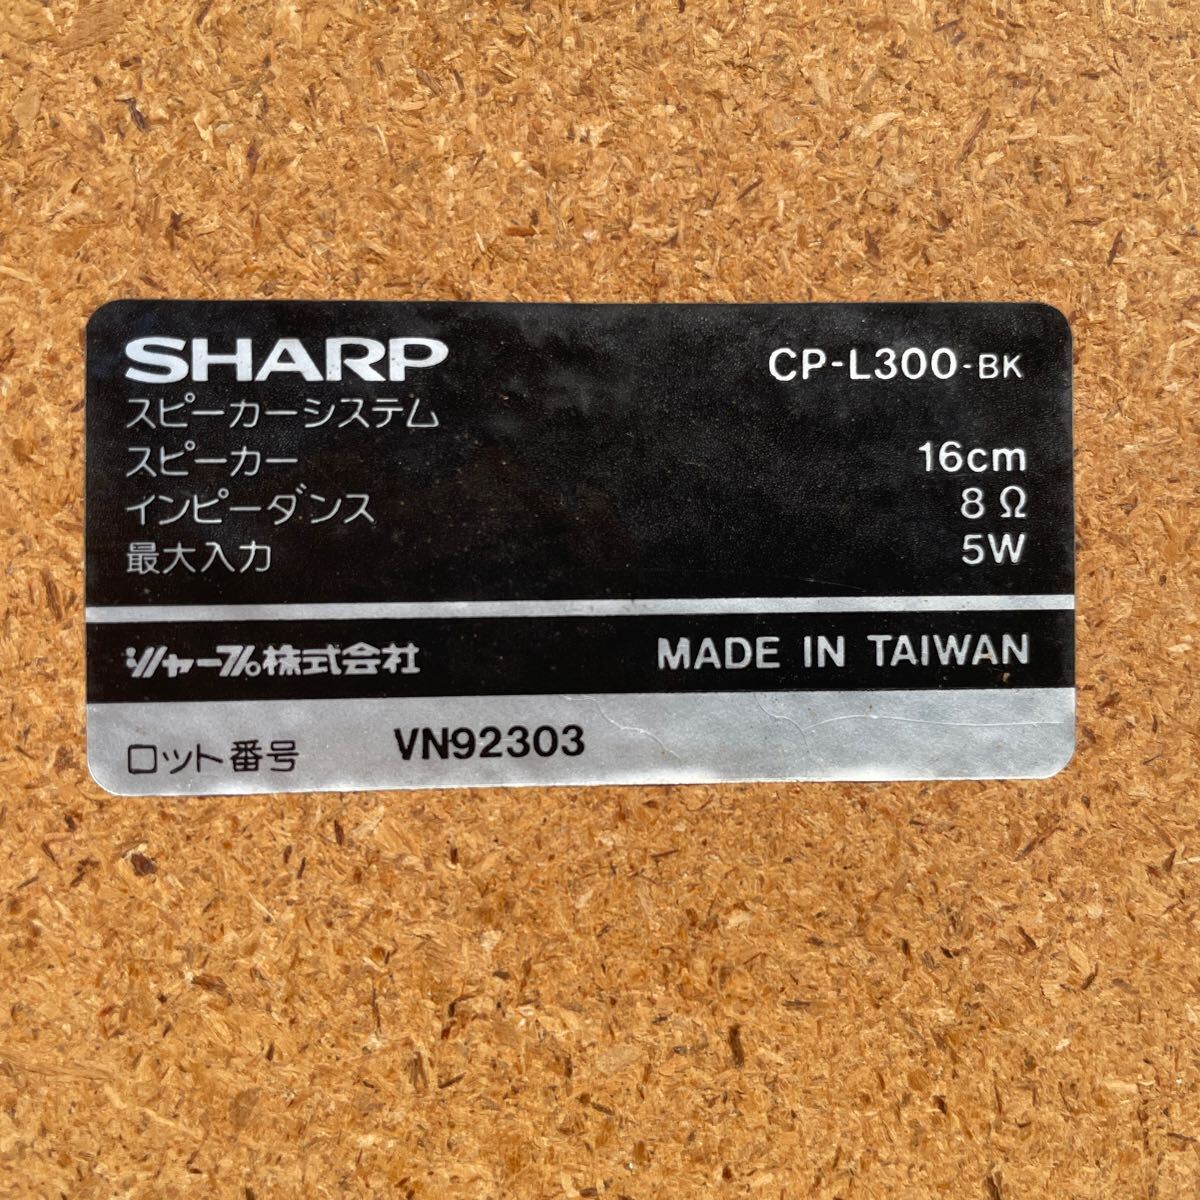 SHARP CP-L300-BK
スピーカーシステム
スピーカー 16cm
インピーダンス 8Ω
最大入力 5W
シャープ株式会社 MADE IN TAIWAN
ロット番号 VN92303